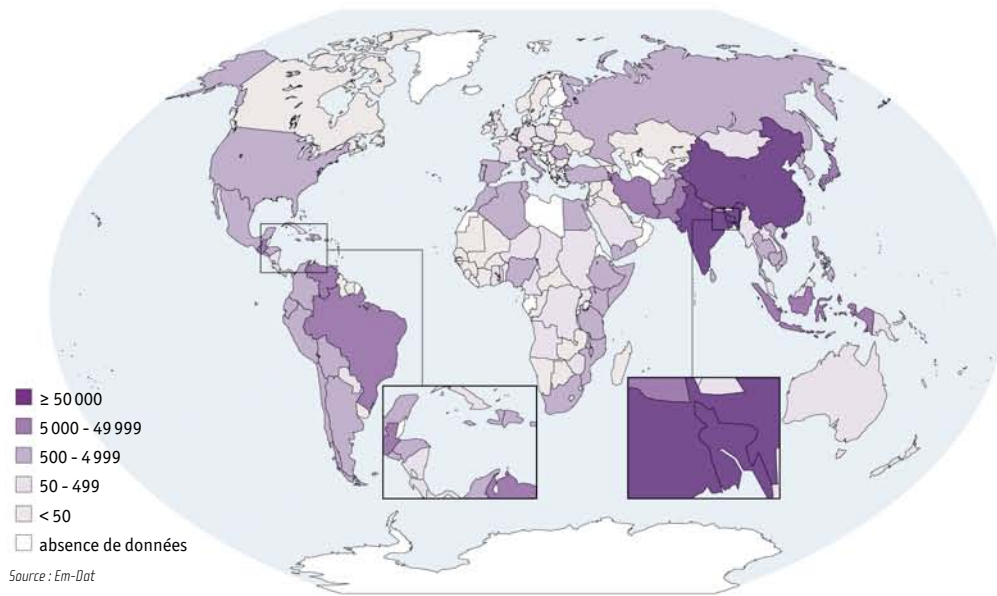 ≥ 50 000
5 000 - 49 999
500 - 4 999
50 - 499
< 50
absence de données
Source : Em-Dat